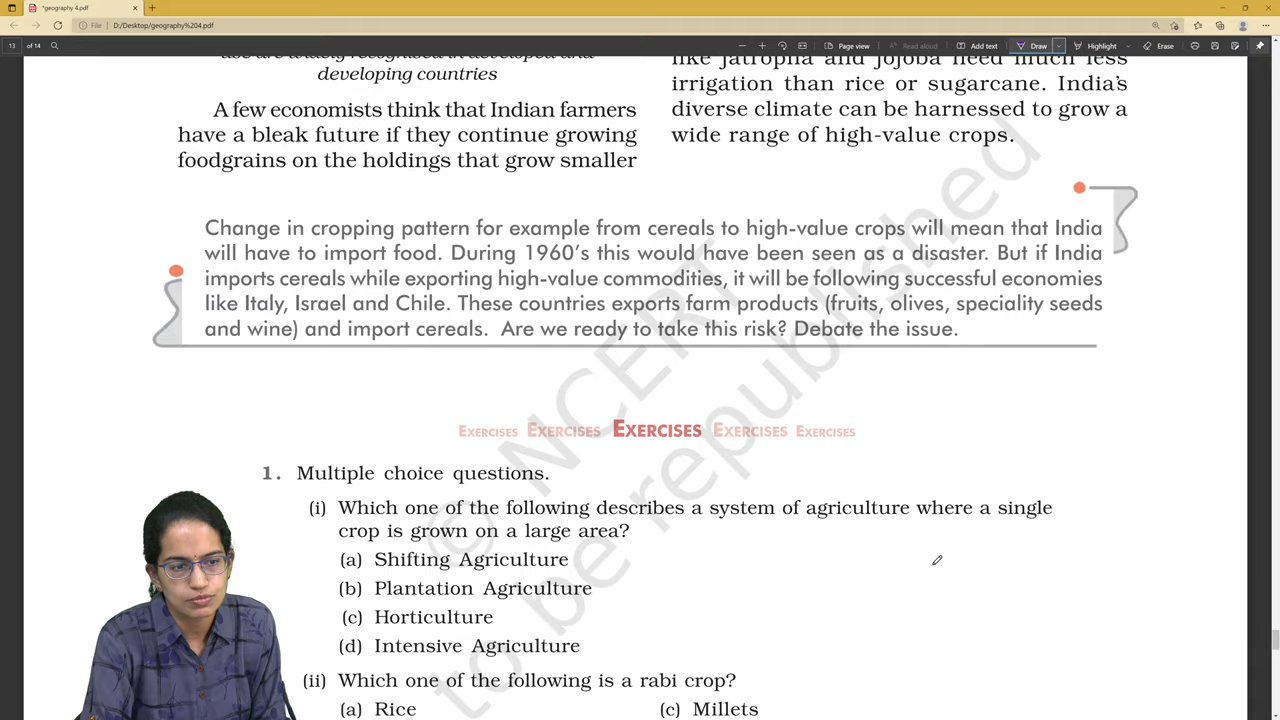 *geography 4.pdf
File
D:/Desktop/geography%204.pdf
13 of 14
Page view
Read aloud
Add text
Draw
Highlight
Erase
use are widely recognised in developed and
developing countries
A few economists think that Indian farmers
have a bleak future if they continue growing
foodgrains on the holdings that grow smaller
like jatropha and jojoba need much less
irrigation than rice or sugarcane. India's
diverse climate can be harnessed to grow a
wide range of high-value crops.
Change in cropping pattern for example from cereals to high-value crops will mean that India
will have to import food. During 1960's this would have been seen as a disaster. But if India
imports cereals while exporting high-value commodities, it will be following successful economies
like Italy, Israel and Chile. These countries exports farm products (fruits, olives, speciality seeds
and wine) and import cereals. Are we ready to take this risk? Debate the issue.
© NCERT
to be republished
EXERCISES EXERCISES EXERCISES EXERCISES EXERCISES
1. Multiple choice questions.
(i) Which one of the following describes a system of agriculture where a single
crop is grown on a large area?
(a) Shifting Agriculture
(b) Plantation Agriculture
(c) Horticulture
(d) Intensive Agriculture
(ii) Which one of the following is a rabi crop?
(a) Rice (c) Millets